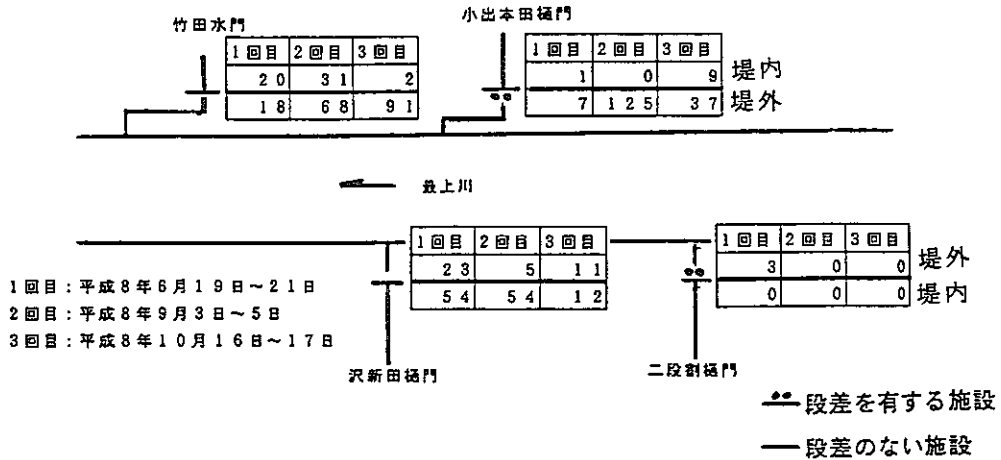 竹田水門
小出本田樋門
1回目 2回目 3回目
20 31 2
18 68 91
1回目 2回目 3回目
1 0 9 堤内
7 125 37 堤外
最上川
1回目 2回目 3回目
23 5 11
54 54 12
1回目 2回目 3回目
3 0 0 堤外
0 0 0 堤内
1回目:平成8年6月19日~21日
2回目:平成8年9月3日~5日
3回目:平成8年10月16日~17日
沢新田樋門
二段割樋門
段差を有する施設
段差のない施設